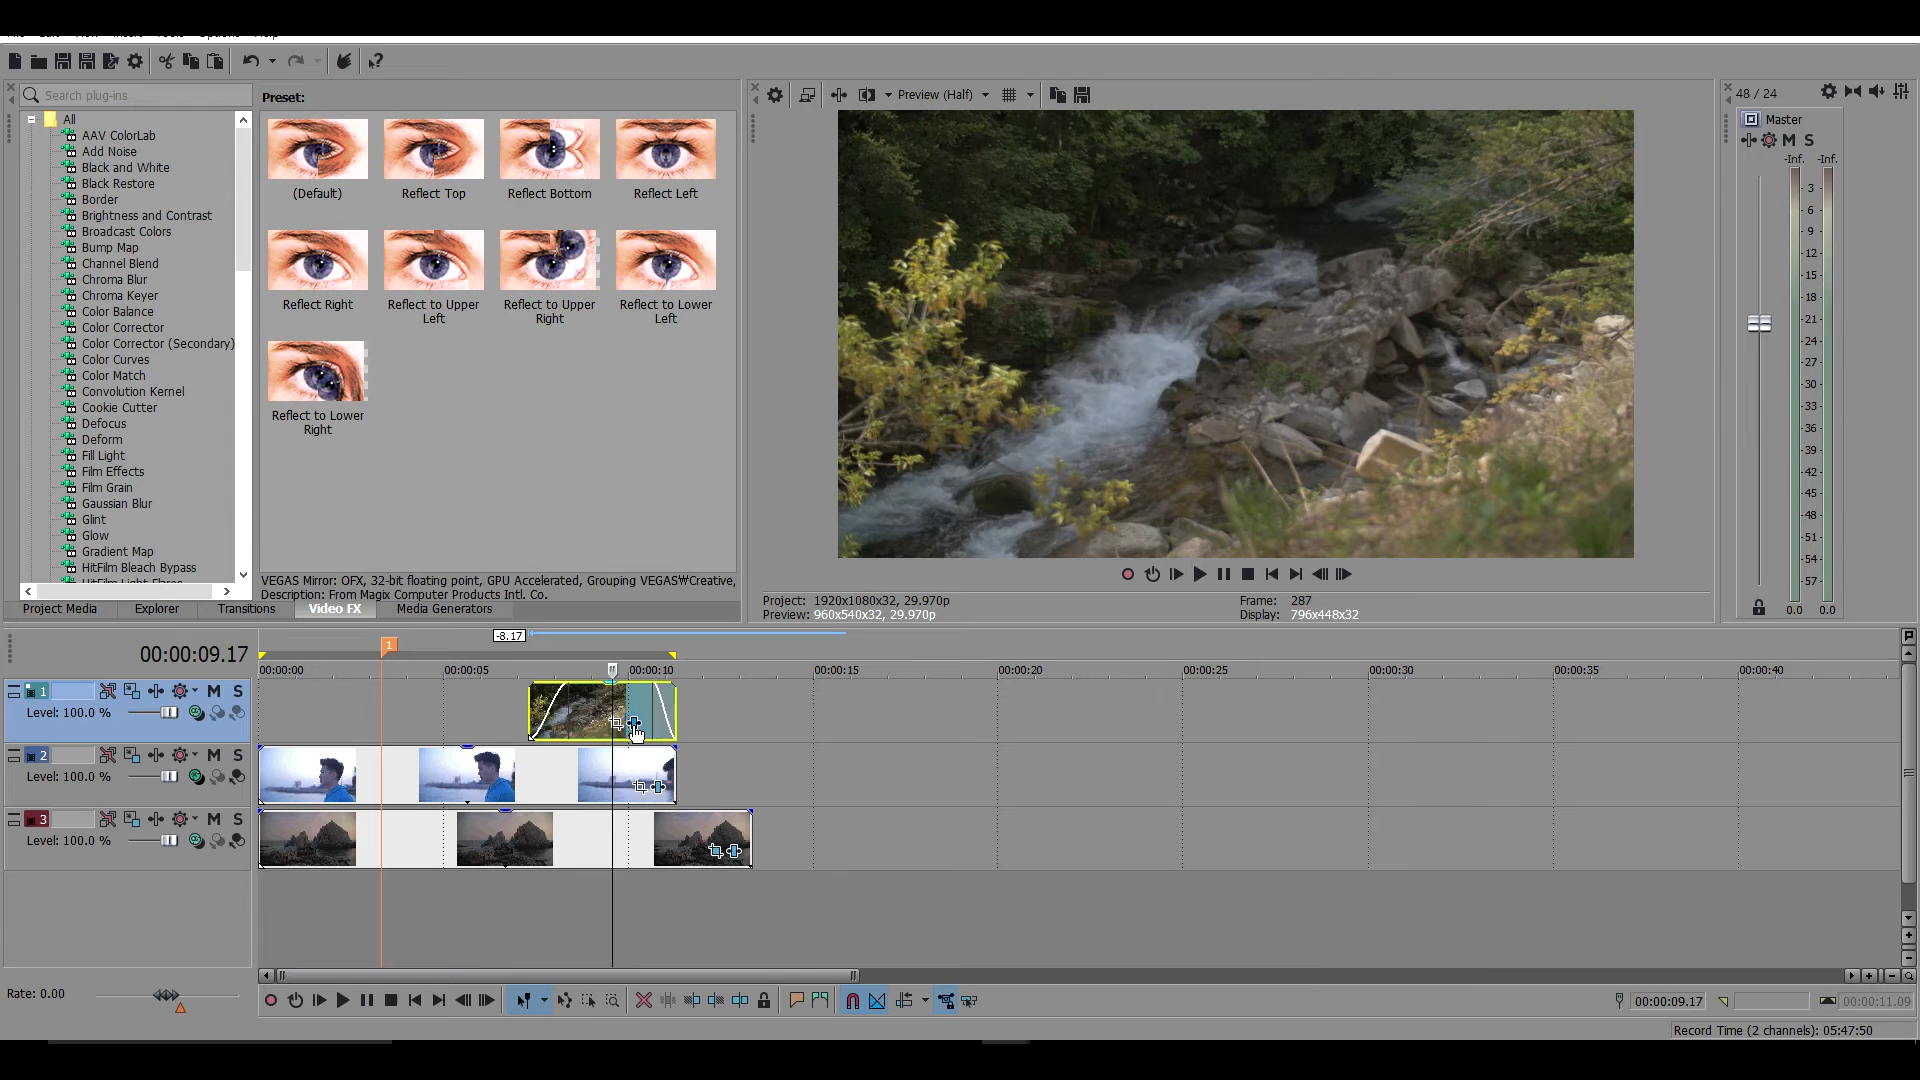 Search plug-ins
All
AAV ColorLab
Add Noise
Black and White
Black Restore
Border
Brightness and Contrast
Broadcast Colors
Bump Map
Channel Blend
Chroma Blur
Chroma Keyer
Color Balance
Color Corrector
Color Corrector (Secondary)
Color Curves
Color Match
Convolution Kernel
Cookie Cutter
Defocus
Deform
Fill Light
Film Effects
Film Grain
Gaussian Blur
Glint
Glow
Gradient Map
HitFilm Bleach Bypass
HitFilm Light Flares
Preset:
(Default)
Reflect Top
Reflect Bottom
Reflect Left
Reflect Right
Reflect to Upper Left
Reflect to Upper Right
Reflect to Lower Left
Reflect to Lower Right
VEGAS Mirror: OFX, 32-bit floating point, GPU Accelerated, Grouping VEGAS₩Creative,
Description: From Magix Computer Products Intl. Co.
Project Media
Explorer
Transitions
Video FX
Media Generators
Preview (Half)
Project: 1920x1080x32, 29.970p
Preview: 960x540x32, 29.970p
Frame: 287
Display: 796x448x32
48 / 24
Master
M S
-Inf. -Inf.
3
6
9
12
15
18
21
24
27
30
33
36
39
42
45
48
51
54
57
0.0 0.0
00:00:09.17
-8.17
1
00:00:00
00:00:05
00:00:10
00:00:15
00:00:20
00:00:25
00:00:30
00:00:35
00:00:40
1
M S
Level: 100.0 %
2
M S
Level: 100.0 %
3
M S
Level: 100.0 %
Rate: 0.00
00:00:09.17
00:00:11.09
Record Time (2 channels): 05:47:50